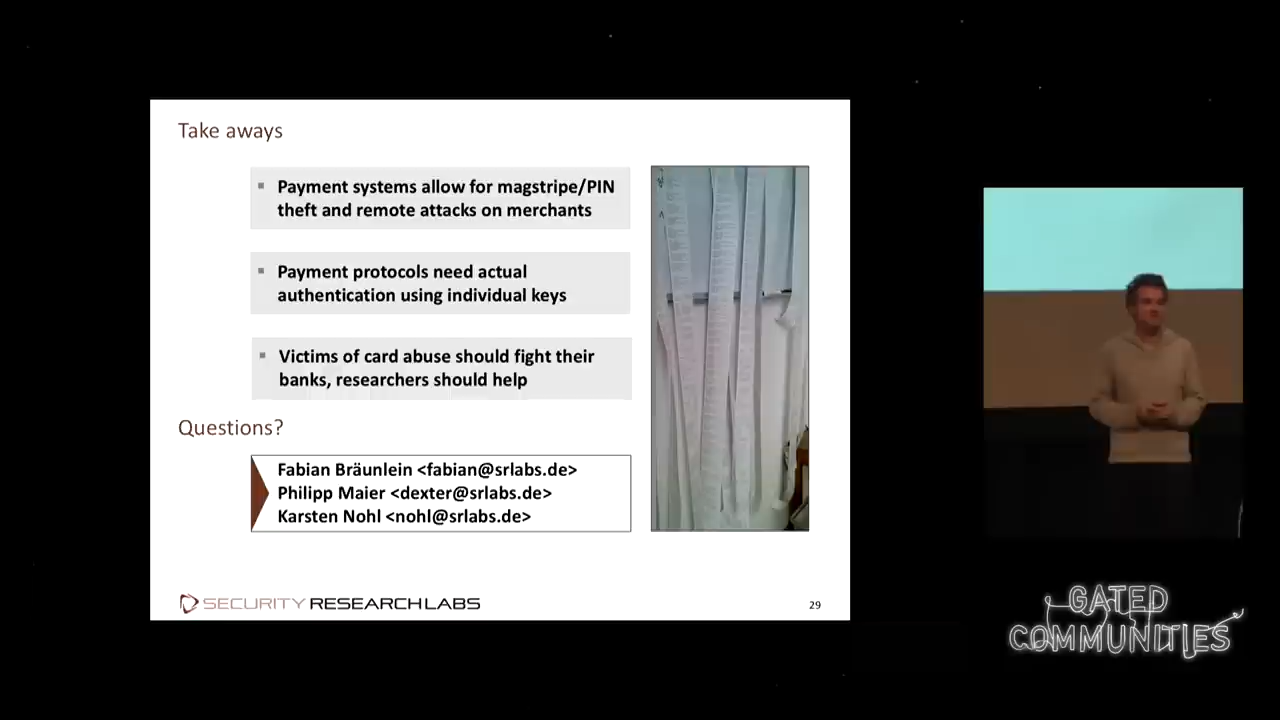 Take aways
Payment systems allow for magstripe/PIN
theft and remote attacks on merchants
Payment protocols need actual
authentication using individual keys
Victims of card abuse should fight their
banks, researchers should help
Questions?
Fabian Bräunlein <fabian@srlabs.de>
Philipp Maier <dexter@srlabs.de>
Karsten Nohl <nohl@srlabs.de>
SECURITY RESEARCH LABS
29
GATED
COMMUNITIES